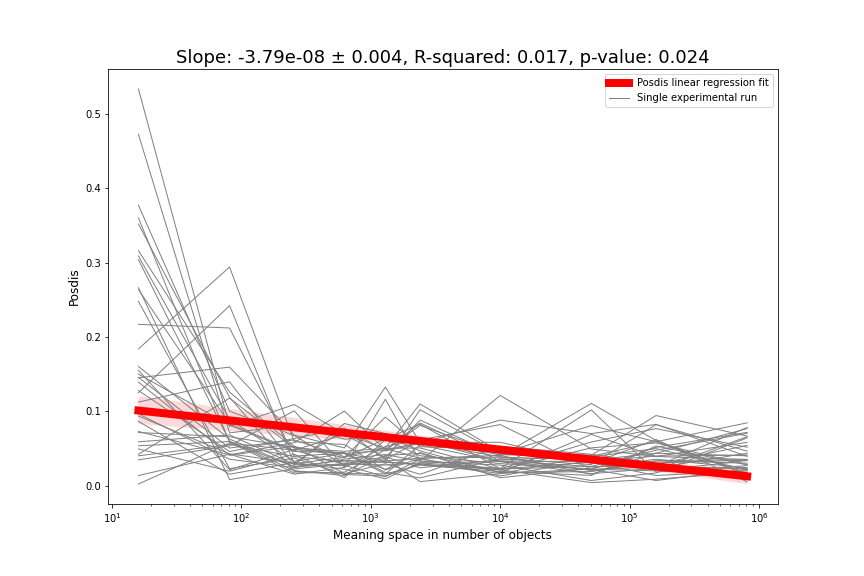 Slope: -3.79e-08 ± 0.004, R-squared: 0.017, p-value: 0.024
Posdis linear regression fit
Single experimental run
0.5
0.4
0.3
0.2
0.1
0.0
Posdis
10¹ 10² 10³ 10⁴ 10⁵ 10⁶
Meaning space in number of objects